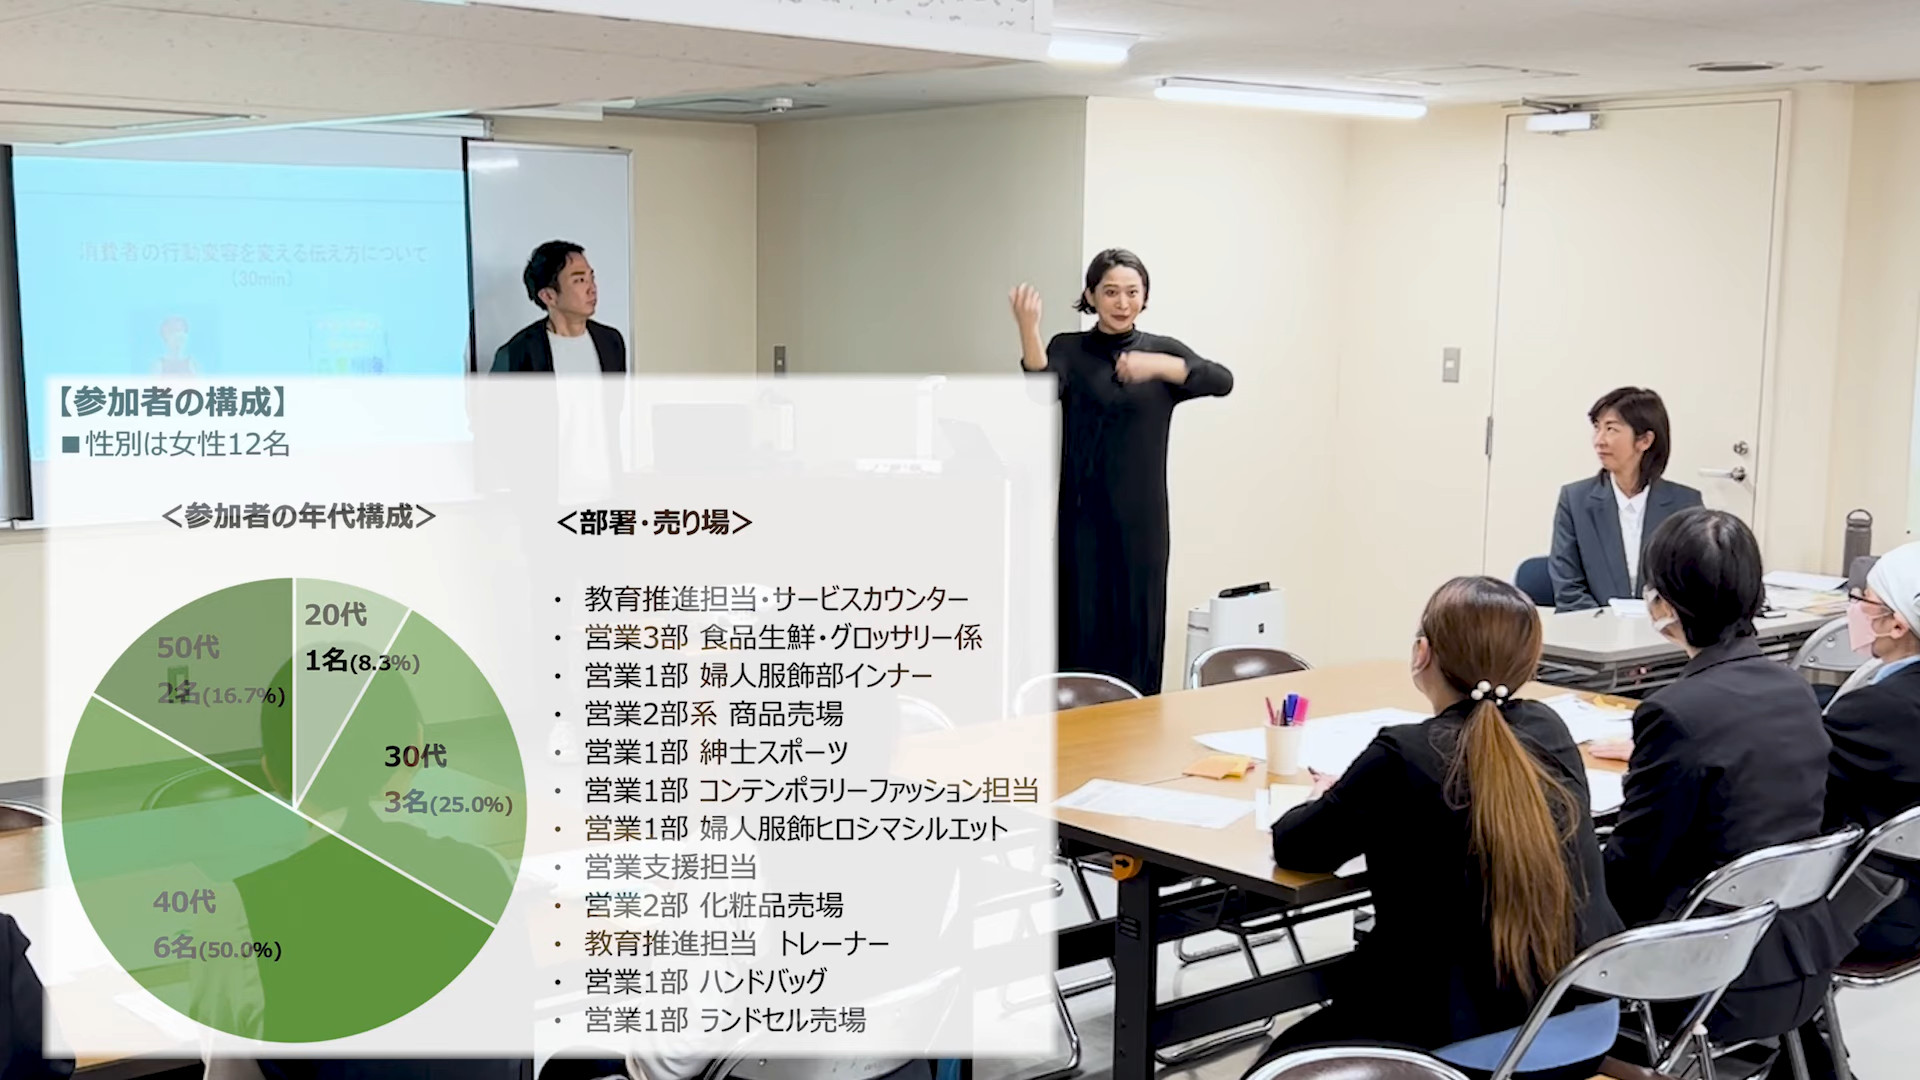 消費者の行動変容を変える伝え方について
(30min)
【参加者の構成】
■性別は女性12名
＜参加者の年代構成＞
20代
1名(8.3%)
30代
3名(25.0%)
40代
6名(50.0%)
50代
2名(16.7%)
＜部署・売り場＞
・ 教育推進担当・サービスカウンター
・ 営業3部 食品生鮮・グロッサリー係
・ 営業1部 婦人服飾部インナー
・ 営業2部系 商品売場
・ 営業1部 紳士スポーツ
・ 営業1部 コンテンポラリーファッション担当
・ 営業1部 婦人服飾ヒロシマシルエット
・ 営業支援担当
・ 営業2部 化粧品売場
・ 教育推進担当　トレーナー
・ 営業1部 ハンドバッグ
・ 営業1部 ランドセル売場